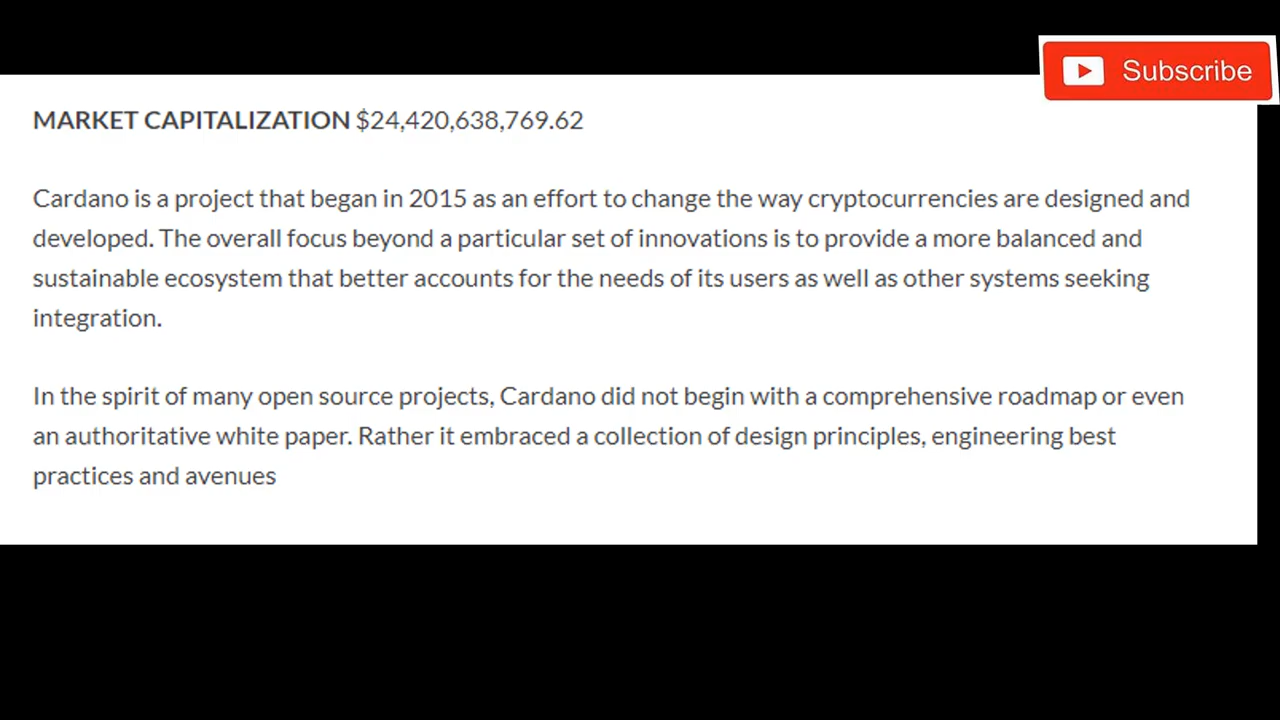 Subscribe
MARKET CAPITALIZATION $24,420,638,769.62
Cardano is a project that began in 2015 as an effort to change the way cryptocurrencies are designed and
developed. The overall focus beyond a particular set of innovations is to provide a more balanced and
sustainable ecosystem that better accounts for the needs of its users as well as other systems seeking
integration.
In the spirit of many open source projects, Cardano did not begin with a comprehensive roadmap or even
an authoritative white paper. Rather it embraced a collection of design principles, engineering best
practices and avenues